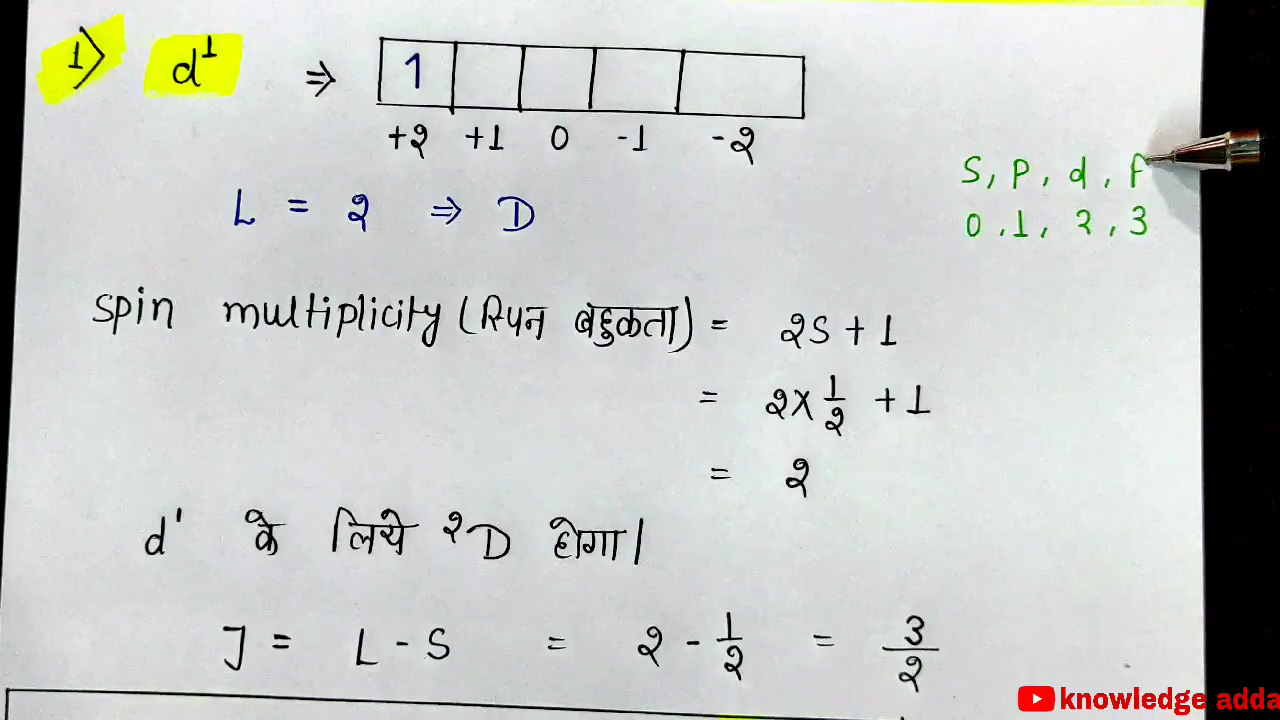 1) d¹ ⇒ 1
+2 +1 0 -1 -2
S, P, d, f
0, 1, 2, 3
L = 2 ⇒ D
spin multiplicity (स्पिन बहुकता) = 2S + 1
= 2 × 1/2 + 1
= 2
d' के लिये ²D होगा।
J = L - S = 2 - 1/2 = 3/2
knowledge adda